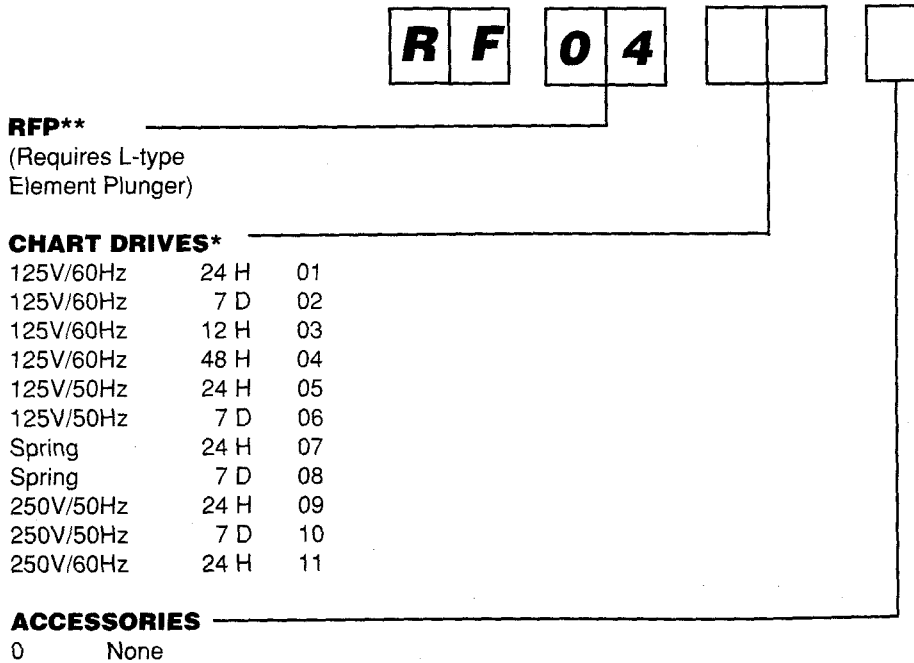 RF 04
RFP**
(Requires L-type
Element Plunger)
CHART DRIVES*
125V/60Hz 24 H 01
125V/60Hz 7 D 02
125V/60Hz 12 H 03
125V/60Hz 48 H 04
125V/50Hz 24 H 05
125V/50Hz 7 D 06
Spring 24 H 07
Spring 7 D 08
250V/50Hz 24 H 09
250V/50Hz 7 D 10
250V/60Hz 24 H 11
ACCESSORIES
0 None